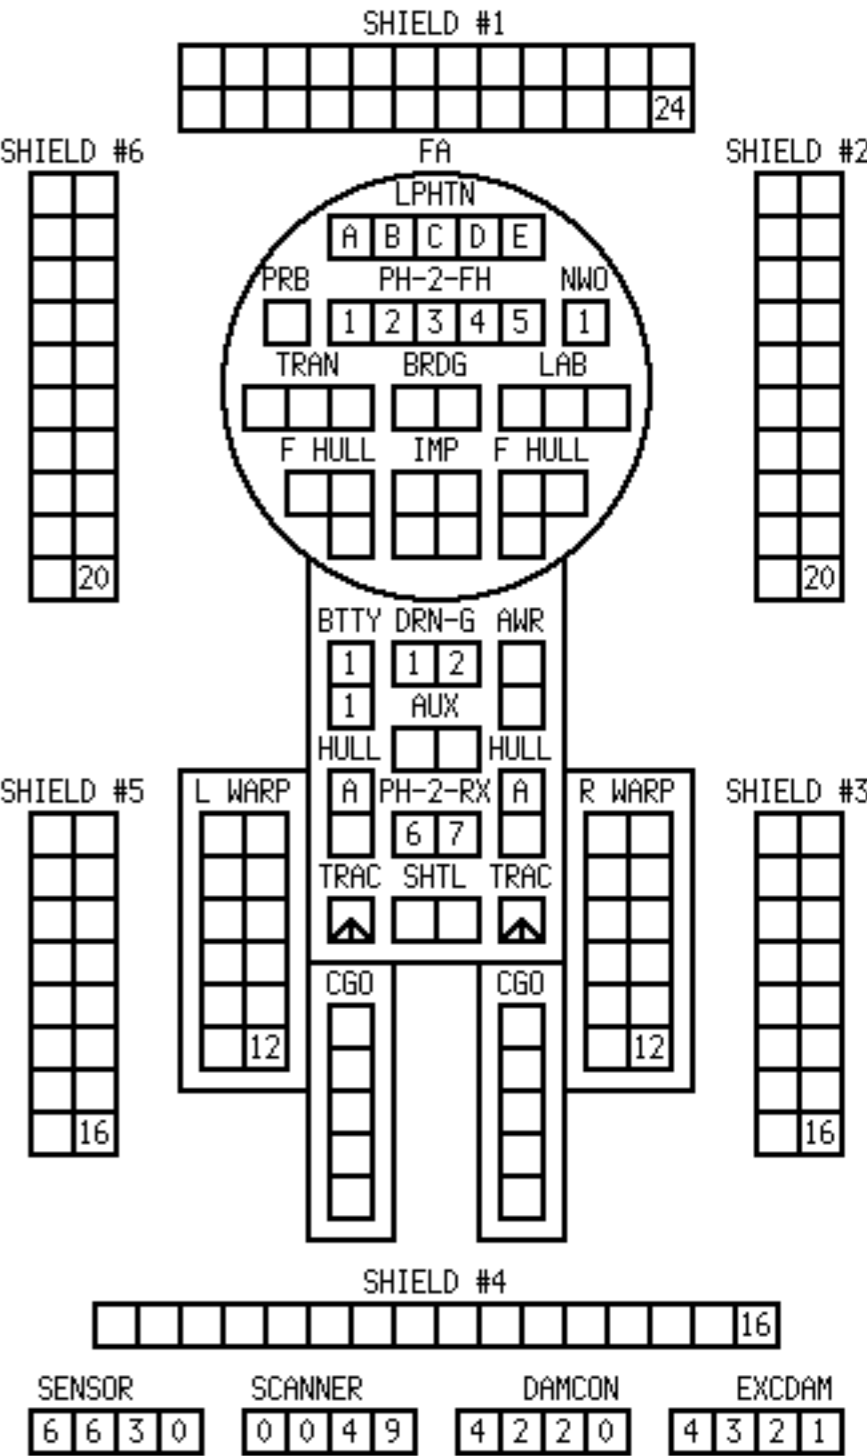 SHIELD #1
24
SHIELD #6 FA SHIELD #2
LPHTN
A B C D E
PRB PH-2-FH NWO
1 2 3 4 5 1
TRAN BRDG LAB
F HULL IMP F HULL
20 20
BTTY DRN-G AWR
1 1 2
1 AUX
HULL HULL
SHIELD #5 L WARP A PH-2-RX A R WARP SHIELD #3
6 7
TRAC SHTL TRAC
CGO CGO
12 12
16 16
SHIELD #4
16
SENSOR SCANNER DAMCON EXCDAM
6 6 3 0 0 0 4 9 4 2 2 0 4 3 2 1